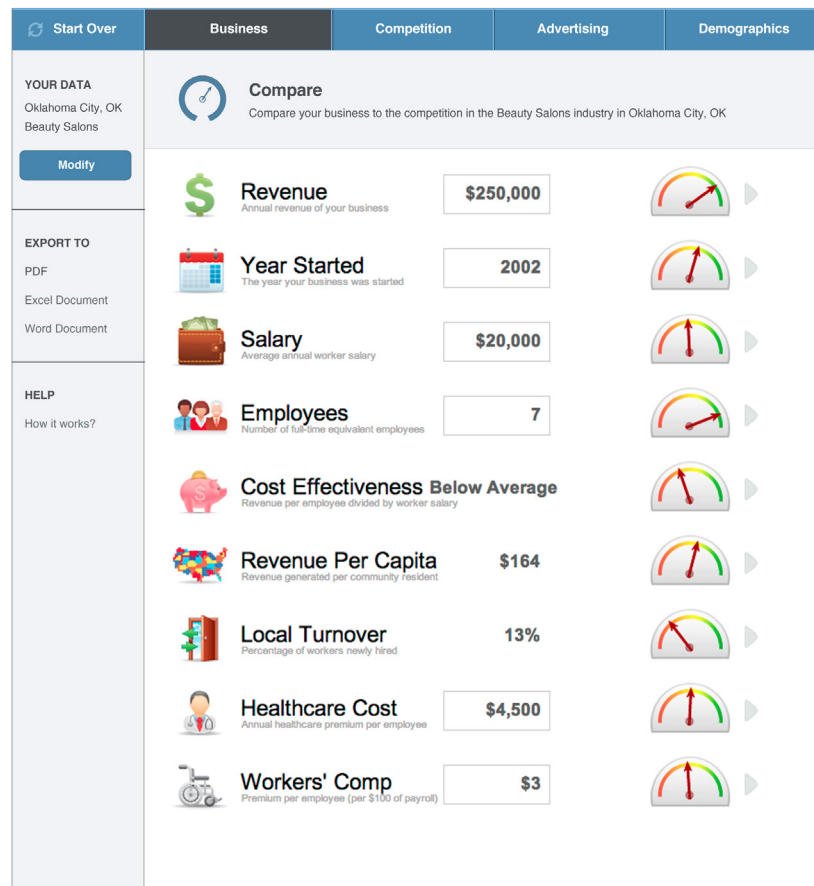 Start Over
Business
Competition
Advertising
Demographics
YOUR DATA
Oklahoma City, OK
Beauty Salons
Modify
EXPORT TO
PDF
Excel Document
Word Document
HELP
How it works?
Compare
Compare your business to the competition in the Beauty Salons industry in Oklahoma City, OK
Revenue
Annual revenue of your business
$250,000
Year Started
The year your business was started
2002
Salary
Average annual worker salary
$20,000
Employees
Number of full-time equivalent employees
7
Cost Effectiveness
Revenue per employee divided by worker salary
Below Average
Revenue Per Capita
Revenue generated per community resident
$164
Local Turnover
Percentage of workers newly hired
13%
Healthcare Cost
Annual healthcare premium per employee
$4,500
Workers' Comp
Premium per employee (per $100 of payroll)
$3